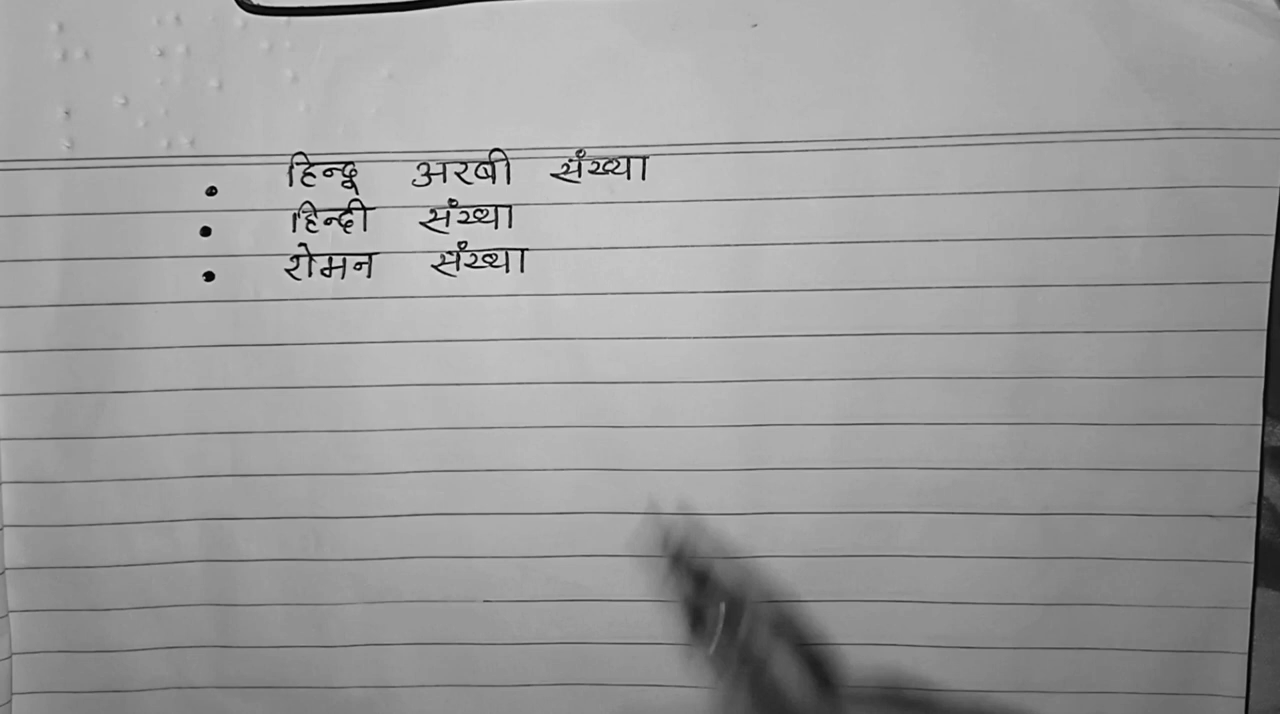 • हिन्दू अरबी संख्या
• हिन्दी संख्या
• रोमन संख्या